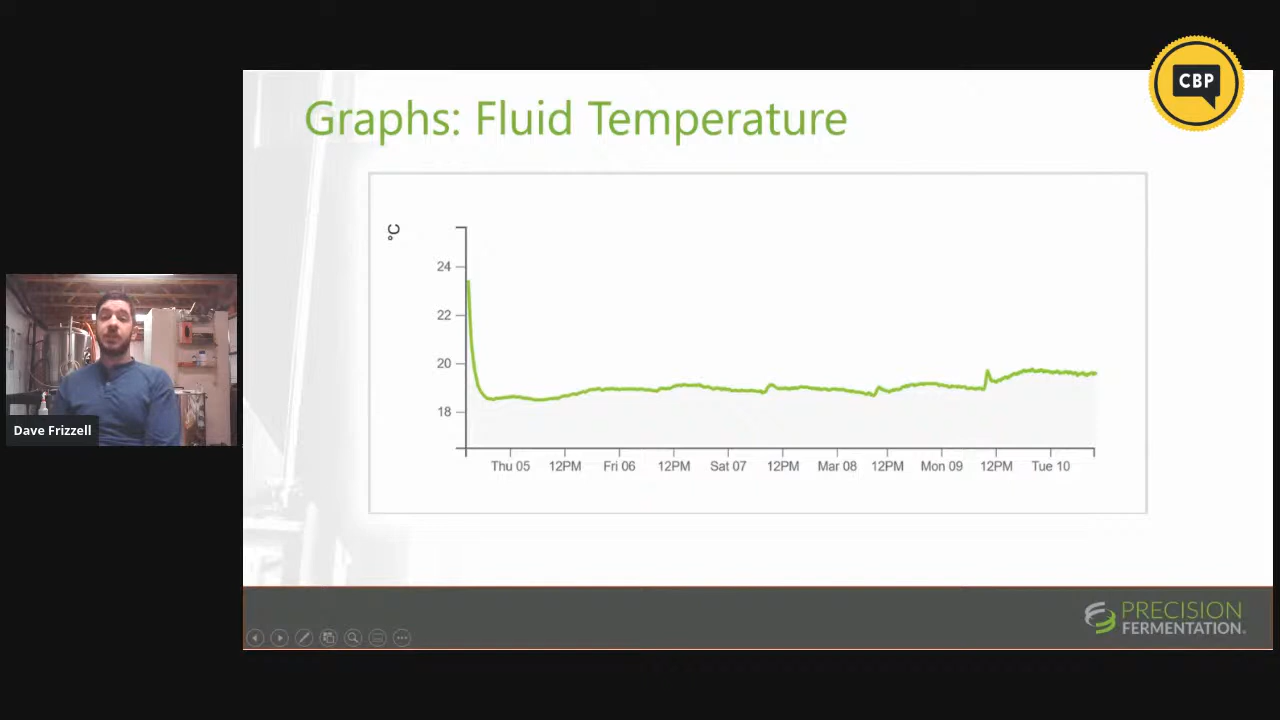 CBP
Graphs: Fluid Temperature
°C
24
22
20
18
Thu 05 12PM Fri 06 12PM Sat 07 12PM Mar 08 12PM Mon 09 12PM Tue 10
Dave Frizzell
PRECISION
FERMENTATION.